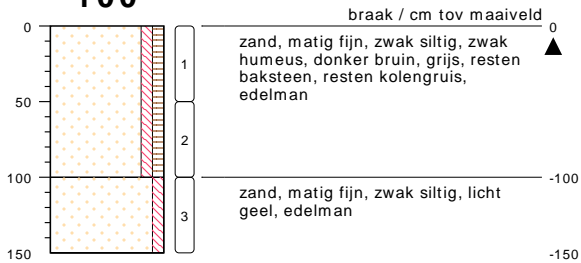 braak / cm tov maaiveld
0
0
zand, matig fijn, zwak siltig, zwak
humeus, donker bruin, grijs, resten
baksteen, resten kolengruis,
edelman
1
50
2
100
-100
zand, matig fijn, zwak siltig, licht
geel, edelman
3
150
-150